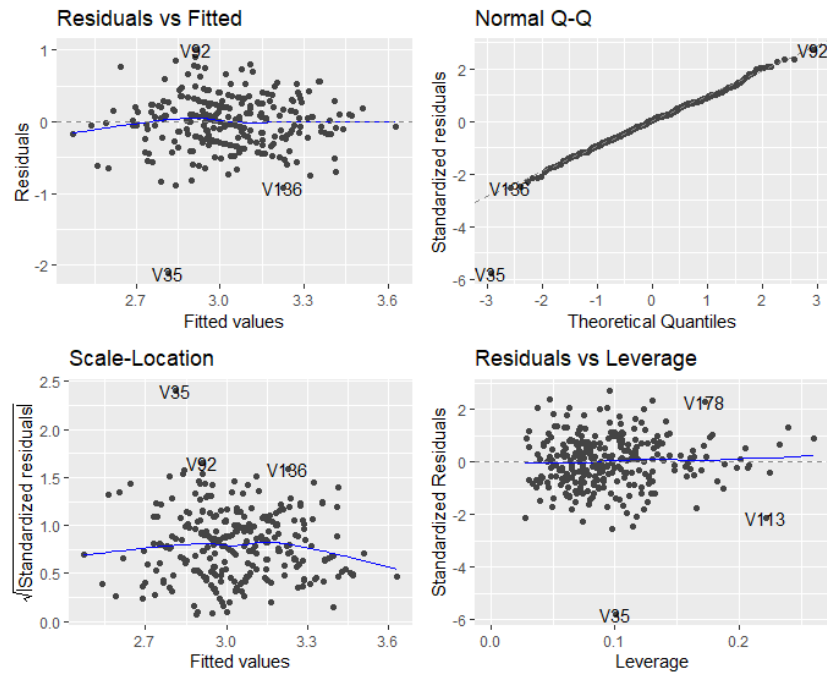 Residuals vs Fitted
Residuals
1
0
-1
-2
V92
V136
V35
2.7
3.0
3.3
3.6
Fitted values
Normal Q-Q
Standardized residuals
2
0
-2
-4
-6
V92
V136
V35
-3
-2
-1
0
1
2
3
Theoretical Quantiles
Scale-Location
√|Standardized residuals|
2.5
2.0
1.5
1.0
0.5
0.0
V35
V92
V136
2.7
3.0
3.3
3.6
Fitted values
Residuals vs Leverage
Standardized Residuals
2
0
-2
-4
-6
V178
V113
V35
0.0
0.1
0.2
Leverage